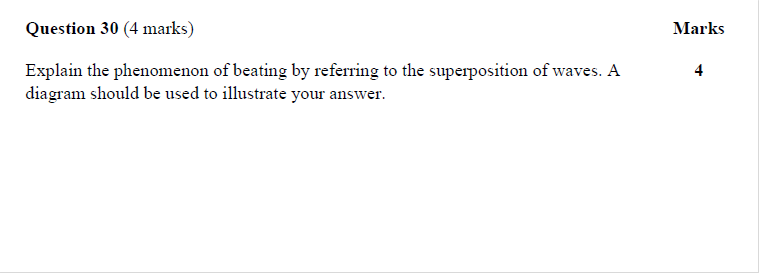 Question 30 (4 marks) Marks
Explain the phenomenon of beating by referring to the superposition of waves. A 4
diagram should be used to illustrate your answer.